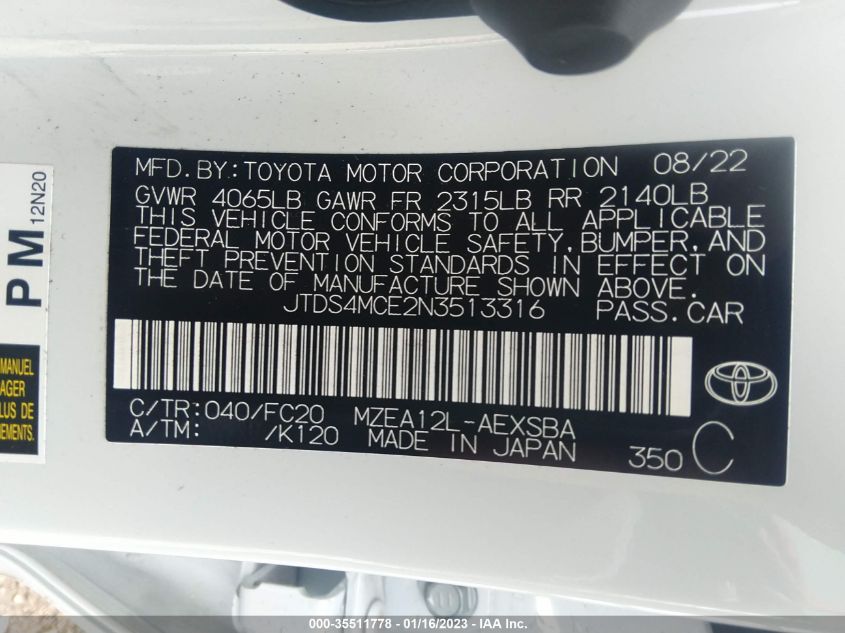 MFD. BY: TOYOTA MOTOR CORPORATION 08/22
GVWR 4065LB GAWR FR 2315LB RR 2140LB
THIS VEHICLE CONFORMS TO ALL APPLICABLE
FEDERAL MOTOR VEHICLE SAFETY, BUMPER, AND
THEFT PREVENTION STANDARDS IN EFFECT ON
THE DATE OF MANUFACTURE SHOWN ABOVE.
JTDS4MCE2N3513316 PASS. CAR
C/TR: 040/FC20 MZEA12L-AEXSBA
A/TM: /K120 MADE IN JAPAN 350 C
PM 12N20
MANUEL
AGER
PLUS DE
NEMENTS.
000-35511778 - 01/16/2023 - IAA Inc.